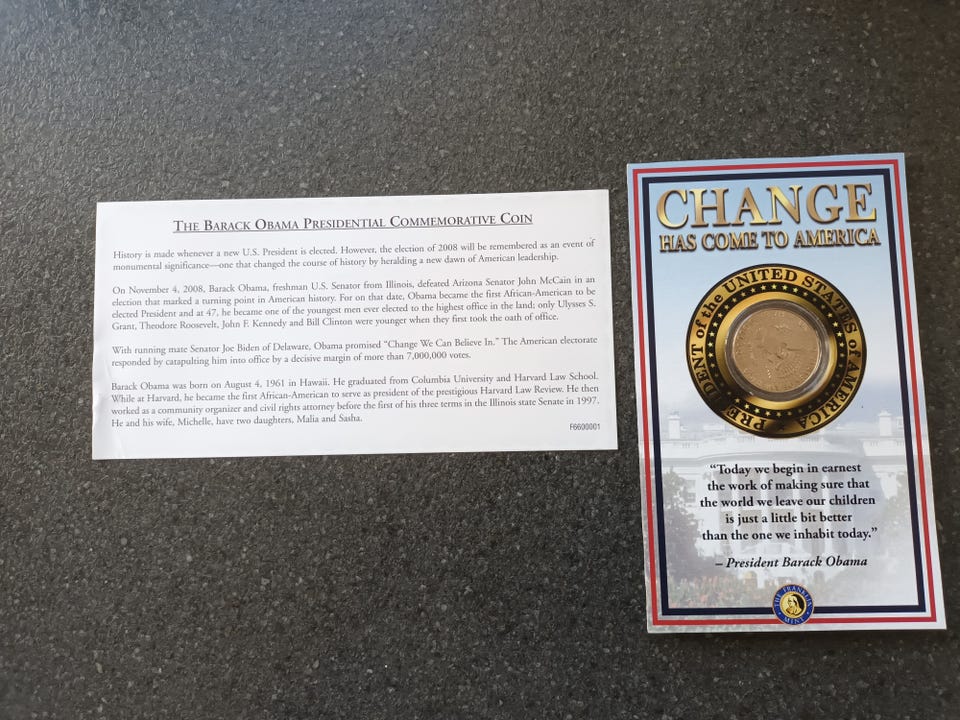 THE BARACK OBAMA PRESIDENTIAL COMMEMORATIVE COIN
History is made whenever a new U.S. President is elected. However, the election of 2008 will be remembered as an event of
monumental significance—one that changed the course of history by heralding a new dawn of American leadership.
On November 4, 2008, Barack Obama, freshman U.S. Senator from Illinois, defeated Arizona Senator John McCain in an
election that marked a turning point in American history. For on that date, Obama became the first African-American to be
elected President and at 47, he became one of the youngest men ever elected to the highest office in the land; only Ulysses S.
Grant, Theodore Roosevelt, John F. Kennedy and Bill Clinton were younger when they first took the oath of office.
With running mate Senator Joe Biden of Delaware, Obama promised “Change We Can Believe In.” The American electorate
responded by catapulting him into office by a decisive margin of more than 7,000,000 votes.
Barack Obama was born on August 4, 1961 in Hawaii. He graduated from Columbia University and Harvard Law School.
While at Harvard, he became the first African-American to serve as president of the prestigious Harvard Law Review. He then
worked as a community organizer and civil rights attorney before the first of his three terms in the Illinois state Senate in 1997.
He and his wife, Michelle, have two daughters, Malia and Sasha.
F6600001
CHANGE
HAS COME TO AMERICA
PRESIDENT of the UNITED STATES of AMERICA
“Today we begin in earnest
the work of making sure that
the world we leave our children
is just a little bit better
than the one we inhabit today.”
– President Barack Obama
THE FRANKLIN
MINT